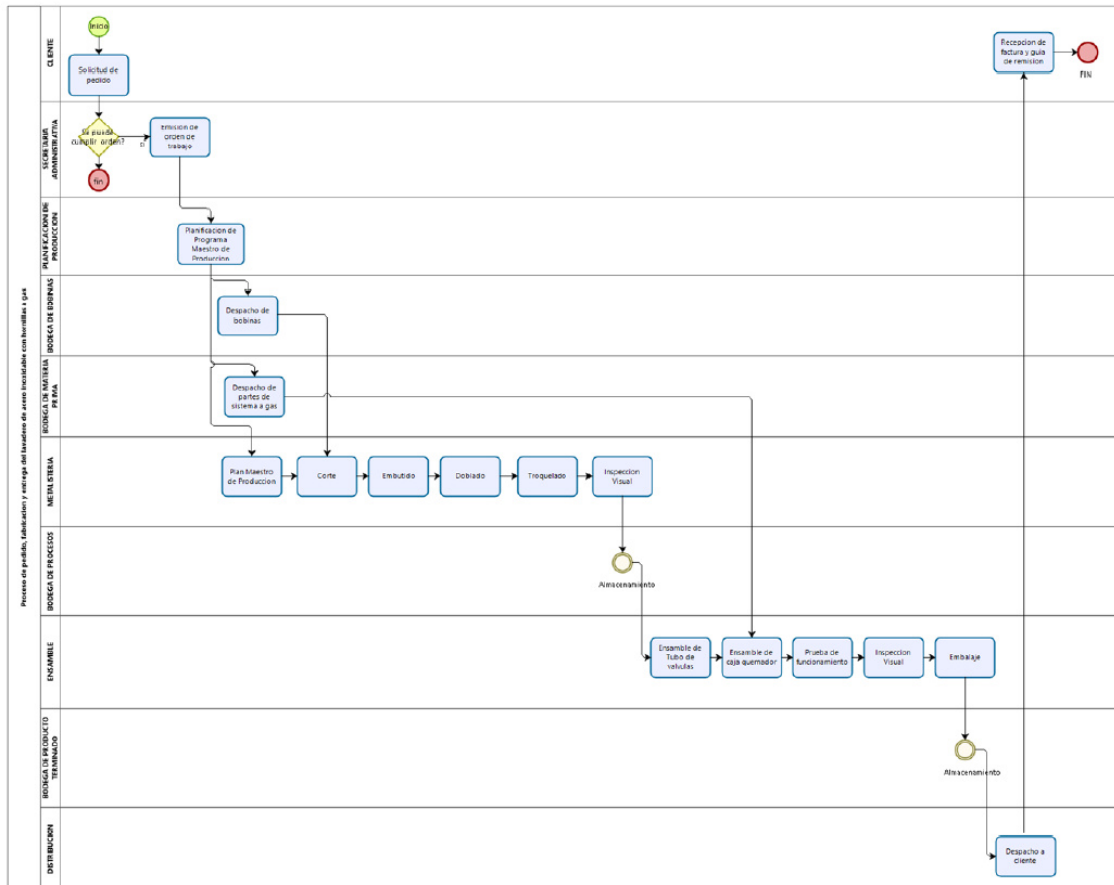 Proceso de pedido, fabricacion y entrega del lavadero de acero inoxidable con hornillas a gas
CLIENTE
Inicio
Solicitud de
pedido
Recepcion de
factura y guia
de remision
FIN
SECRETARIA
ADMINISTRATIVA
Se puede
cumplir orden?
Emision de
orden de
trabajo
fin
PLANIFICACION DE
PRODUCCION
Planificacion de
Programa
Maestro de
Produccion
BODEGA DE BOBINAS
Despacho de
bobinas
BODEGA DE MATERIA
PRIMA
Despacho de
partes de
sistema a gas
METALISTERIA
Plan Maestro
de Produccion
Corte
Embutido
Doblado
Troquelado
Inspeccion
Visual
BODEGA DE PROCESOS
Almacenamiento
ENSAMBLE
Ensamble de
Tubo de
valvulas
Ensamble de
caja quemador
Prueba de
funcionamiento
Inspeccion
Visual
Embalaje
BODEGA DE PRODUCTO
TERMINADO
Almacenamiento
DISTRIBUCION
Despacho a
cliente